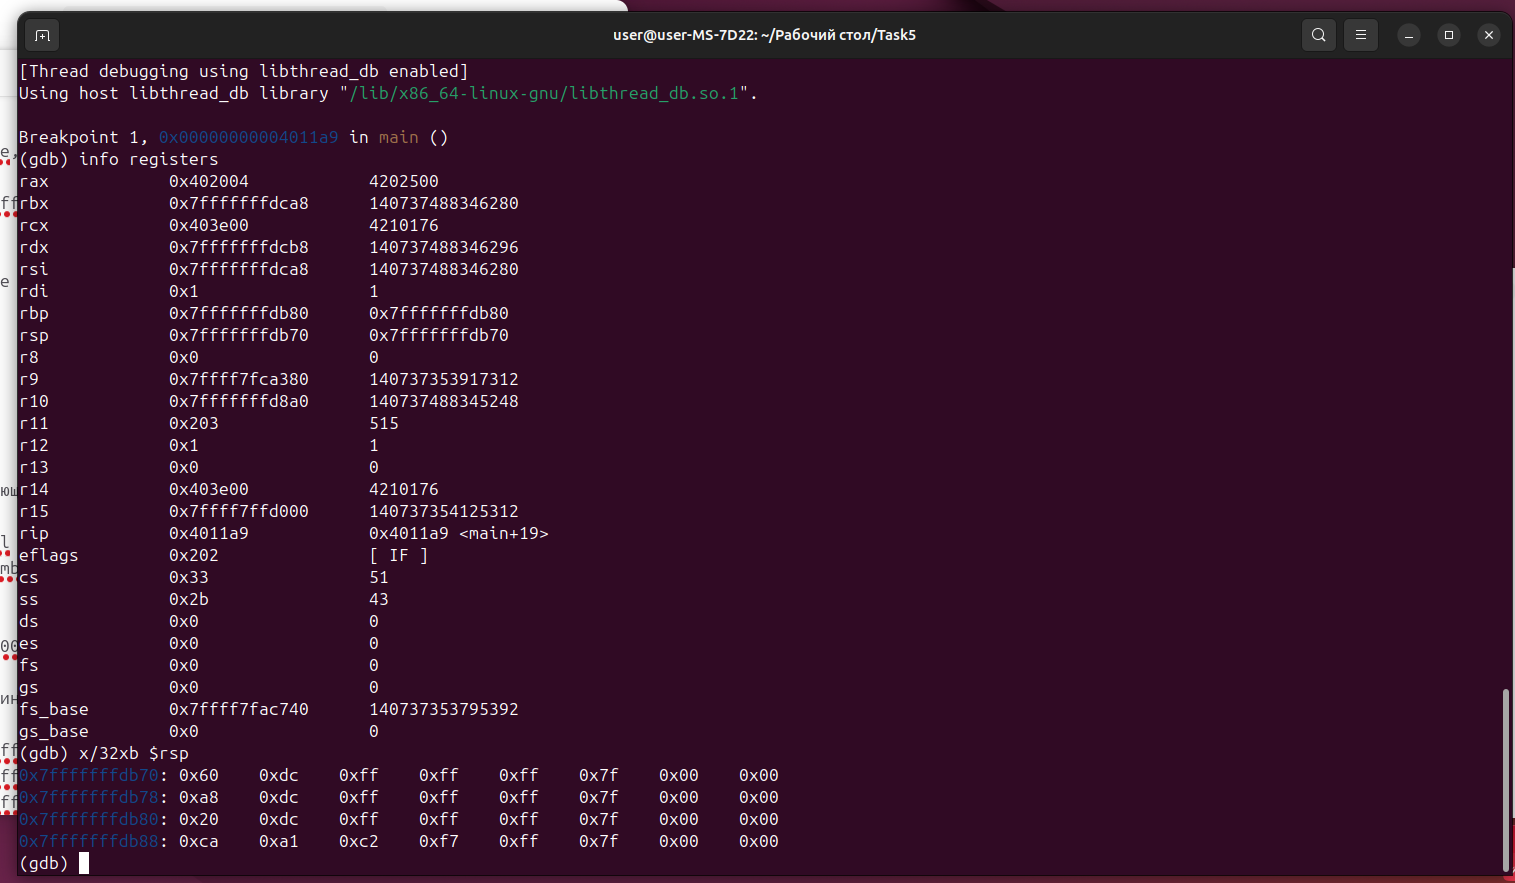 user@user-MS-7D22: ~/Рабочий стол/Task5
[Thread debugging using libthread_db enabled]
Using host libthread_db library "/lib/x86_64-linux-gnu/libthread_db.so.1".
Breakpoint 1, 0x00000000004011a9 in main ()
(gdb) info registers
rax 0x402004 4202500
rbx 0x7fffffffdca8 140737488346280
rcx 0x403e00 4210176
rdx 0x7fffffffdcb8 140737488346296
rsi 0x7fffffffdca8 140737488346280
rdi 0x1 1
rbp 0x7fffffffdb80 0x7fffffffdb80
rsp 0x7fffffffdb70 0x7fffffffdb70
r8 0x0 0
r9 0x7ffff7fca380 140737353917312
r10 0x7fffffffd8a0 140737488345248
r11 0x203 515
r12 0x1 1
r13 0x0 0
r14 0x403e00 4210176
r15 0x7ffff7ffd000 140737354125312
rip 0x4011a9 0x4011a9 <main+19>
eflags 0x202 [ IF ]
cs 0x33 51
ss 0x2b 43
ds 0x0 0
es 0x0 0
fs 0x0 0
gs 0x0 0
fs_base 0x7ffff7fac740 140737353795392
gs_base 0x0 0
(gdb) x/32xb $rsp
0x7fffffffdb70: 0x60 0xdc 0xff 0xff 0xff 0x7f 0x00 0x00
0x7fffffffdb78: 0xa8 0xdc 0xff 0xff 0xff 0x7f 0x00 0x00
0x7fffffffdb80: 0x20 0xdc 0xff 0xff 0xff 0x7f 0x00 0x00
0x7fffffffdb88: 0xca 0xa1 0xc2 0xf7 0xff 0x7f 0x00 0x00
(gdb)